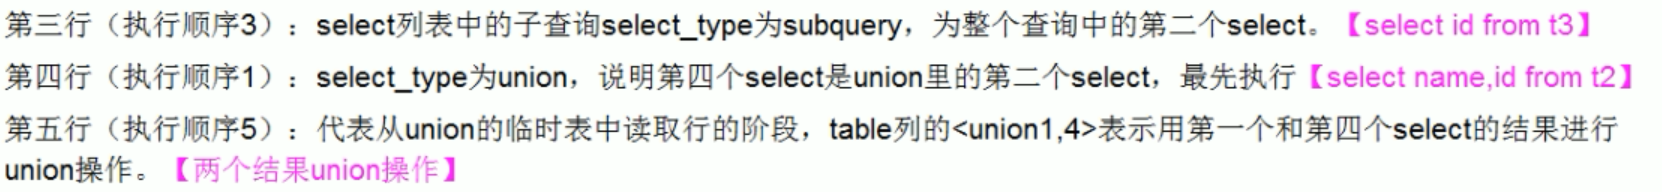 第三行（执行顺序3）：select列表中的子查询select_type为subquery，为整个查询中的第二个select。【select id from t3】
第四行（执行顺序1）：select_type为union，说明第四个select是union里的第二个select，最先执行【select name,id from t2】
第五行（执行顺序5）：代表从union的临时表中读取行的阶段，table列的<union1,4>表示用第一个和第四个select的结果进行
union操作。【两个结果union操作】